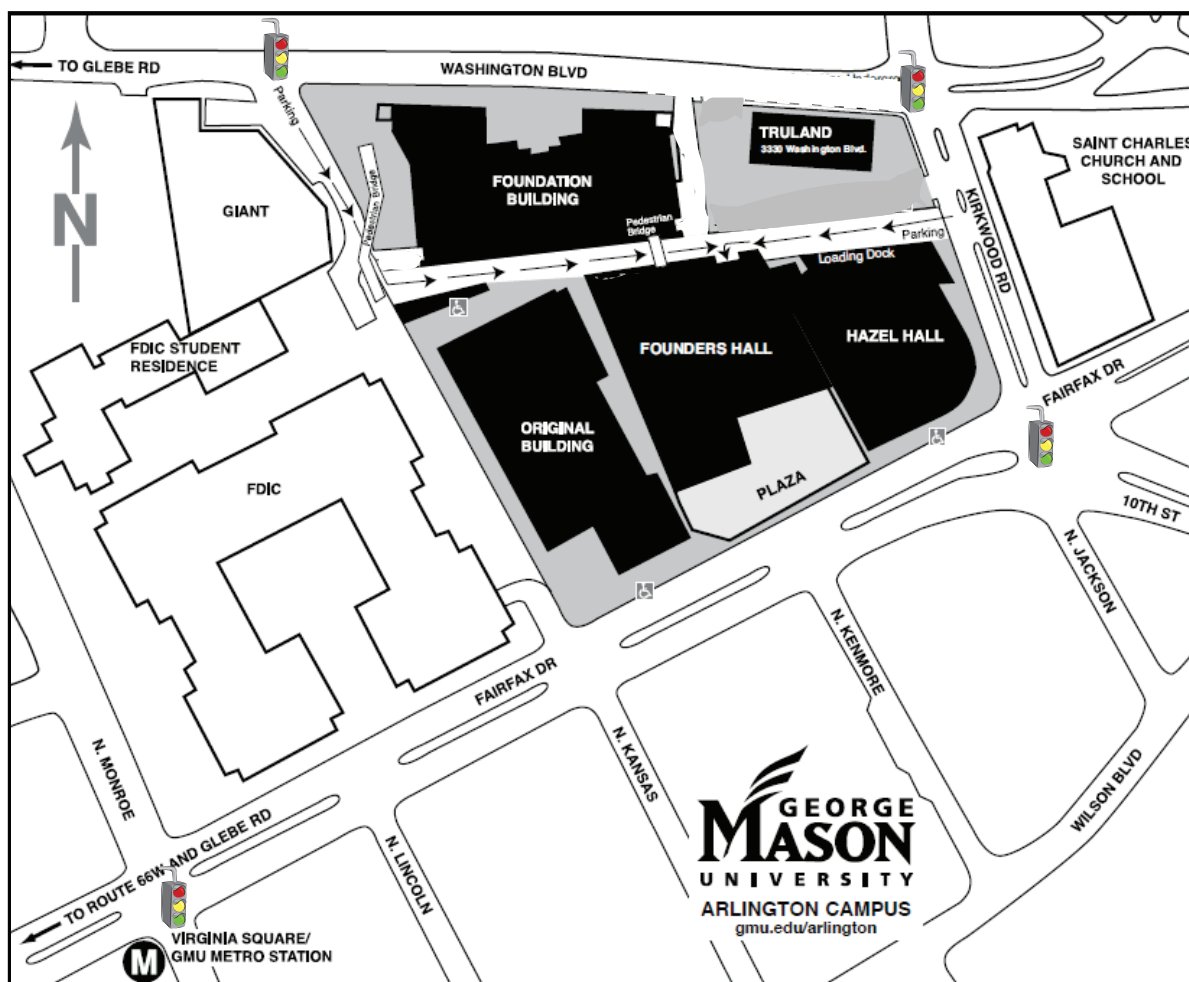 TO GLEBE RD
WASHINGTON BLVD
Parking
TRULAND
3330 Washington Blvd.
SAINT CHARLES
CHURCH AND
SCHOOL
N
GIANT
Pedestrian Bridge
FOUNDATION
BUILDING
Pedestrian
Bridge
KIRKWOOD RD
Parking
Loading Dock
FDIC STUDENT
RESIDENCE
FOUNDERS HALL
HAZEL HALL
FAIRFAX DR
ORIGINAL
BUILDING
FDIC
PLAZA
10TH ST
N. JACKSON
N. KENMORE
FAIRFAX DR
N. MONROE
N. KANSAS
WILSON BLVD
GEORGE
MASON
UNIVERSITY
ARLINGTON CAMPUS
gmu.edu/arlington
N. LINCOLN
TO ROUTE 66W AND GLEBE RD
VIRGINIA SQUARE/
GMU METRO STATION
M